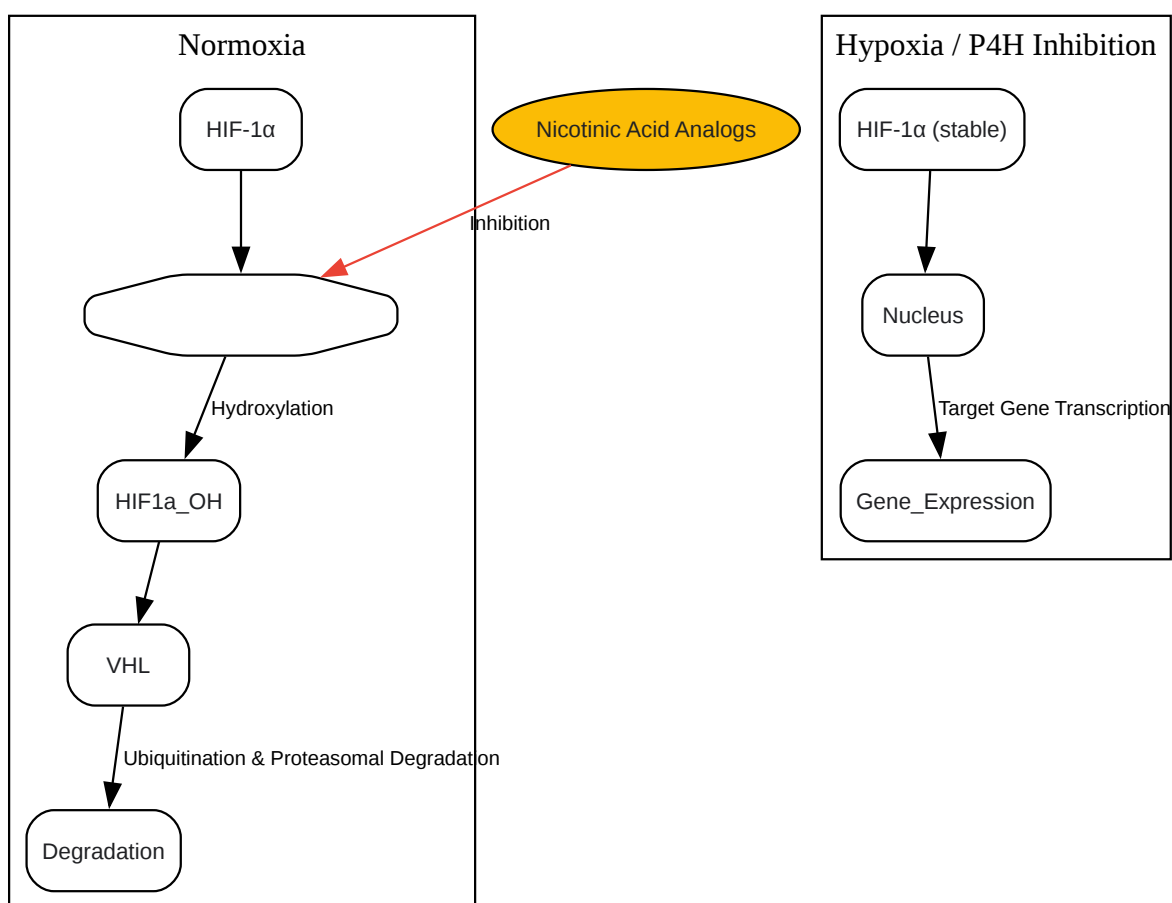 Normoxia
HIF-1α
Hydroxylation
HIF1a_OH
VHL
Ubiquitination & Proteasomal Degradation
Degradation
Nicotinic Acid Analogs
Inhibition
Hypoxia / P4H Inhibition
HIF-1α (stable)
Nucleus
Target Gene Transcription
Gene_Expression